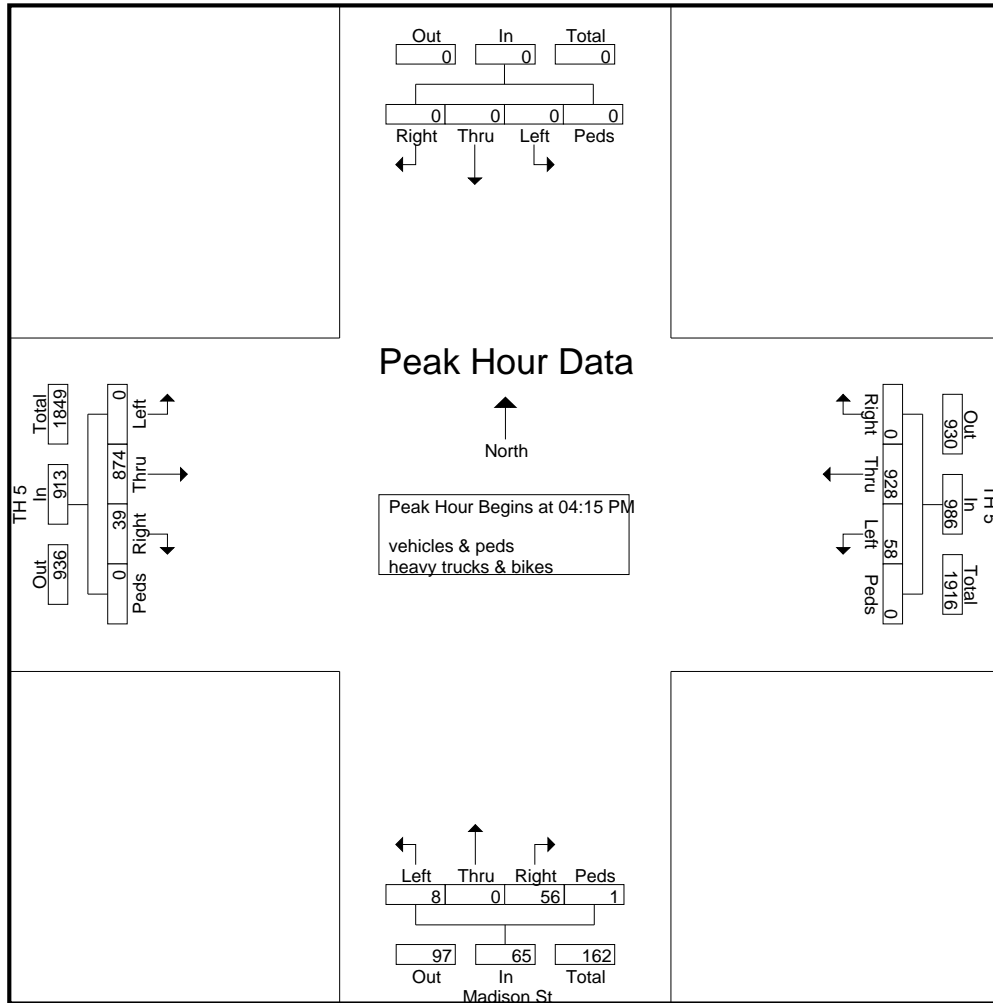 Out In Total
0 0 0
0 0 0 0
Right Thru Left Peds
Peak Hour Data
North
Peak Hour Begins at 04:15 PM
vehicles & peds
heavy trucks & bikes
TH 5
Total In Out
1849 913 936
0 874 39 0
Left Thru Right Peds
Right Thru Left Peds
0 928 58 0
930 986 1916
Out In Total
TH 5
Left Thru Right Peds
8 0 56 1
97 65 162
Out In Total
Madison St